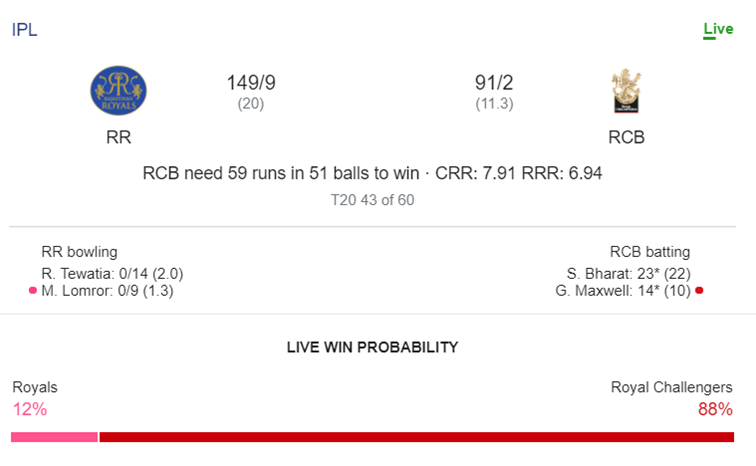 IPL
Live
149/9
91/2
(20)
(11.3)
RAJASTHAN
ROYALS
RR
RCB
RCB need 59 runs in 51 balls to win · CRR: 7.91 RRR: 6.94
T20 43 of 60
RR bowling
RCB batting
R. Tewatia: 0/14 (2.0)
S. Bharat: 23* (22)
M. Lomror: 0/9 (1.3)
G. Maxwell: 14* (10)
LIVE WIN PROBABILITY
Royals
Royal Challengers
12%
88%